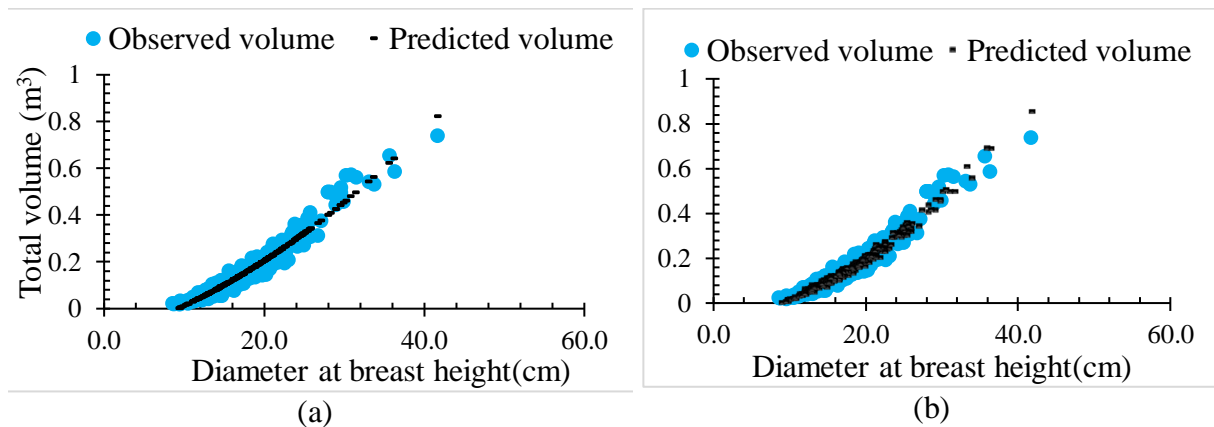 Observed volume Predicted volume
Total volume (m³)
1
0.8
0.6
0.4
0.2
0
0.0 20.0 40.0 60.0
Diameter at breast height(cm)
(a)
Observed volume Predicted volume
1
0.8
0.6
0.4
0.2
0
0.0 20.0 40.0 60.0
Diameter at breast height(cm)
(b)